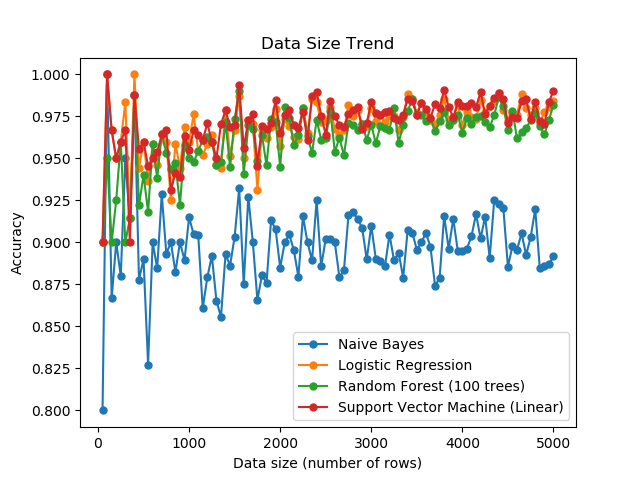 Data Size Trend
1.000
0.975
0.950
0.925
0.900
0.875
0.850
0.825
0.800
Accuracy
Naive Bayes
Logistic Regression
Random Forest (100 trees)
Support Vector Machine (Linear)
0
1000
2000
3000
4000
5000
Data size (number of rows)